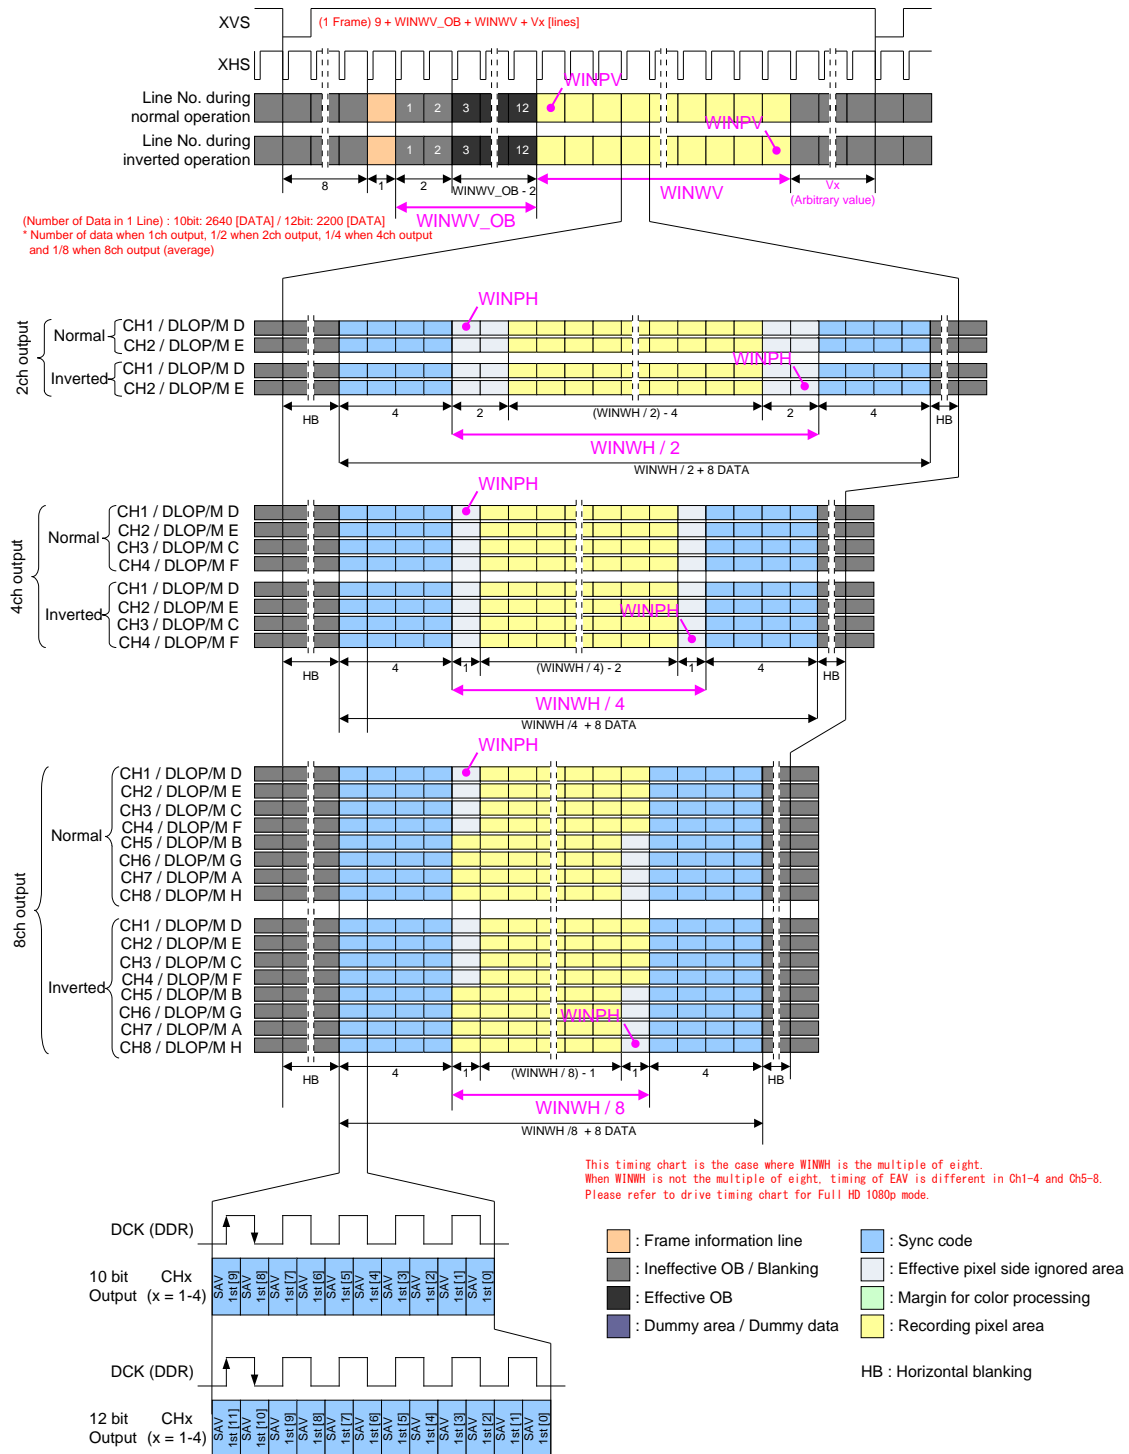 XVS
(1 Frame) 9 + WINWV_OB + WINWV + Vx [lines]
XHS
WINPV
Line No. during
normal operation
1 2 3 12
WINPV
Line No. during
inverted operation
1 2 3 12
8 1 2 WINWV_OB - 2 WINWV Vx
(Arbitrary value)
WINWV_OB
(Number of Data in 1 Line) : 10bit: 2640 [DATA] / 12bit: 2200 [DATA]
* Number of data when 1ch output, 1/2 when 2ch output, 1/4 when 4ch output
and 1/8 when 8ch output (average)
WINPH
2ch output
Normal
CH1 / DLOP/M D
CH2 / DLOP/M E
WINPH
Inverted
CH1 / DLOP/M D
CH2 / DLOP/M E
HB 4 2 (WINWH / 2) - 4 2 4 HB
WINWH / 2
WINWH / 2 + 8 DATA
WINPH
4ch output
Normal
CH1 / DLOP/M D
CH2 / DLOP/M E
CH3 / DLOP/M C
CH4 / DLOP/M F
Inverted
CH1 / DLOP/M D
CH2 / DLOP/M E
CH3 / DLOP/M C
CH4 / DLOP/M F
WINPH
HB 4 1 (WINWH / 4) - 2 1 4 HB
WINWH / 4
WINWH /4 + 8 DATA
WINPH
8ch output
Normal
CH1 / DLOP/M D
CH2 / DLOP/M E
CH3 / DLOP/M C
CH4 / DLOP/M F
CH5 / DLOP/M B
CH6 / DLOP/M G
CH7 / DLOP/M A
CH8 / DLOP/M H
Inverted
CH1 / DLOP/M D
CH2 / DLOP/M E
CH3 / DLOP/M C
CH4 / DLOP/M F
CH5 / DLOP/M B
CH6 / DLOP/M G
CH7 / DLOP/M A
CH8 / DLOP/M H
WINPH
HB 4 1 (WINWH / 8) - 1 1 4 HB
WINWH / 8
WINWH /8 + 8 DATA
This timing chart is the case where WINWH is the multiple of eight.
When WINWH is not the multiple of eight, timing of EAV is different in Ch1-4 and Ch5-8.
Please refer to drive timing chart for Full HD 1080p mode.
DCK (DDR)
10 bit Output
CHx (x = 1-4)
SAV 1st [9]
SAV 1st [8]
SAV 1st [7]
SAV 1st [6]
SAV 1st [5]
SAV 1st [4]
SAV 1st [3]
SAV 1st [2]
SAV 1st [1]
SAV 1st [0]
: Frame information line
: Ineffective OB / Blanking
: Effective OB
: Dummy area / Dummy data
: Sync code
: Effective pixel side ignored area
: Margin for color processing
: Recording pixel area
HB : Horizontal blanking
DCK (DDR)
12 bit Output
CHx (x = 1-4)
SAV 1st [11]
SAV 1st [10]
SAV 1st [9]
SAV 1st [8]
SAV 1st [7]
SAV 1st [6]
SAV 1st [5]
SAV 1st [4]
SAV 1st [3]
SAV 1st [2]
SAV 1st [1]
SAV 1st [0]